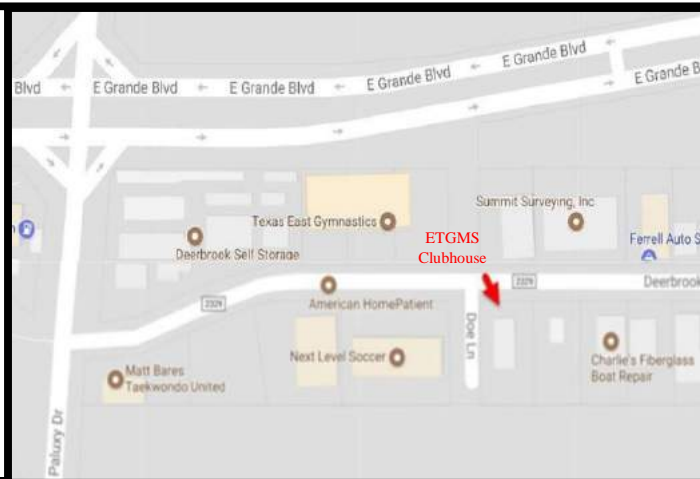 Blvd
E Grande Blvd
E Grande Blvd
E Grande Blvd
E Grande Blvd
E Grande B
Summit Surveying, Inc
Texas East Gymnastics
ETGMS
Clubhouse
Ferrell Auto S
Deerbrook Self Storage
2329
Deerbrook
American HomePatient
2329
Doe Ln
Next Level Soccer
Charlie's Fiberglass
Boat Repair
Matt Bares
Taekwondo United
Paluxy Dr